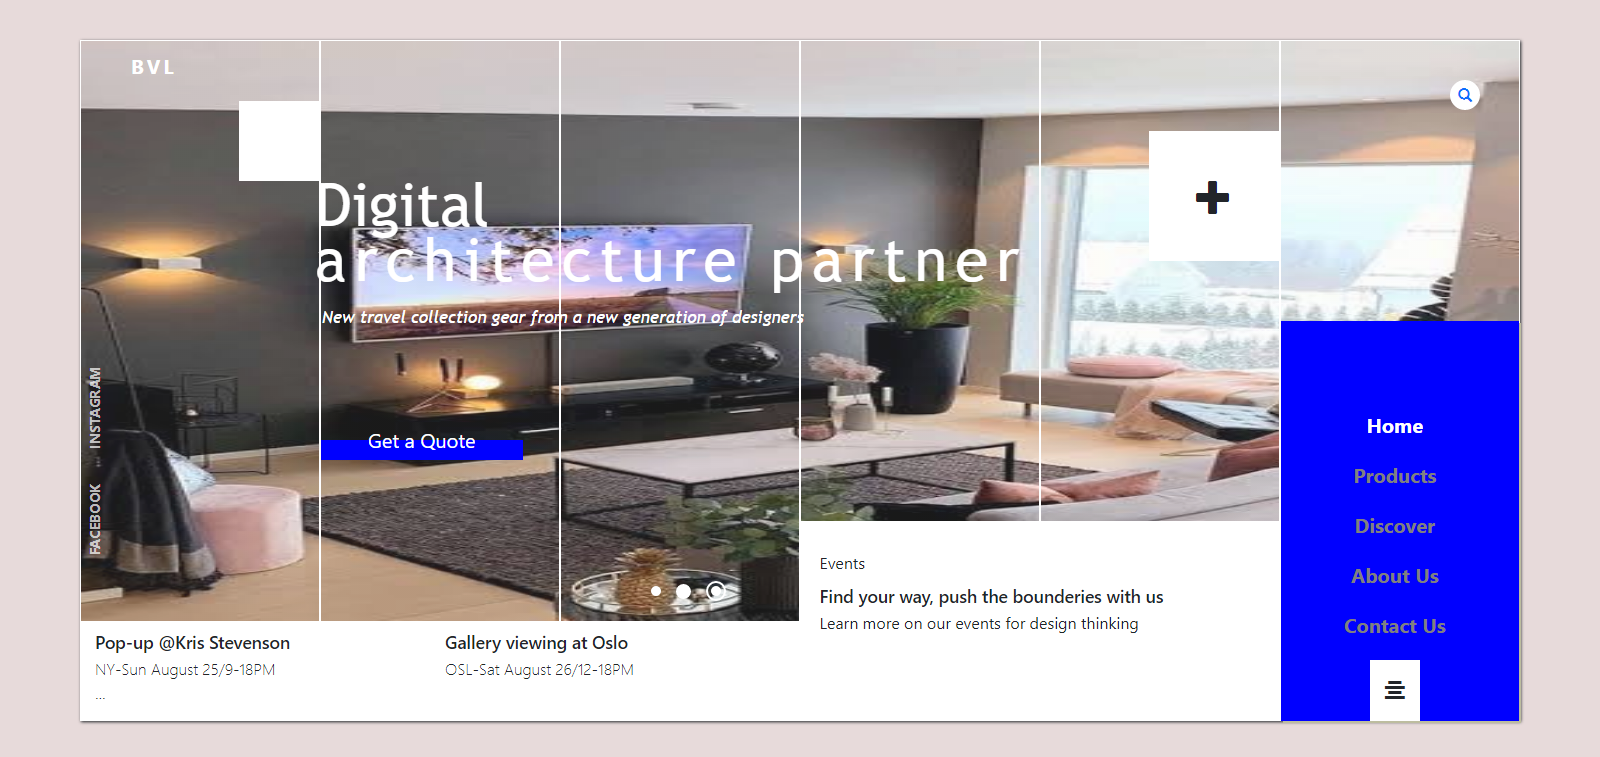 BVL
Digital
architecture partner
New travel collection gear from a new generation of designers
INSTAGRAM
...
FACEBOOK
Get a Quote
Home
Products
Discover
About Us
Contact Us
Events
Find your way, push the bounderies with us
Learn more on our events for design thinking
Pop-up @Kris Stevenson
NY-Sun August 25/9-18PM
...
Gallery viewing at Oslo
OSL-Sat August 26/12-18PM